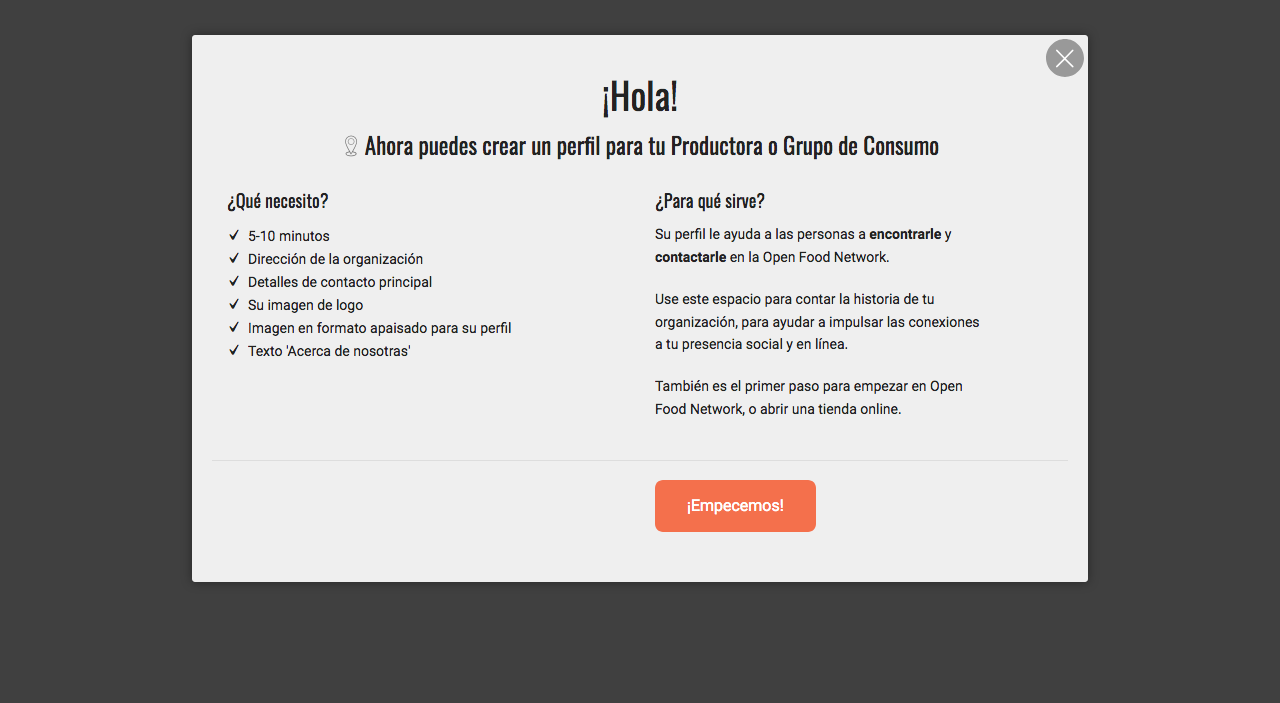 ¡Hola!
Ahora puedes crear un perfil para tu Productora o Grupo de Consumo
¿Qué necesito?
5-10 minutos
Dirección de la organización
Detalles de contacto principal
Su imagen de logo
Imagen en formato apaisado para su perfil
Texto 'Acerca de nosotras'
¿Para qué sirve?
Su perfil le ayuda a las personas a encontrarle y
contactarle en la Open Food Network.
Use este espacio para contar la historia de tu
organización, para ayudar a impulsar las conexiones
a tu presencia social y en línea.
También es el primer paso para empezar en Open
Food Network, o abrir una tienda online.
¡Empecemos!